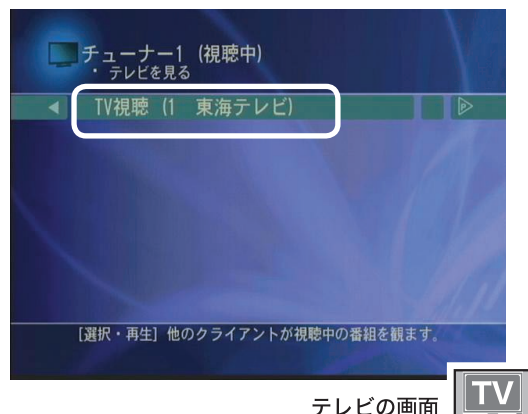 チューナー1 (視聴中)
・ テレビを見る
TV視聴 (1 東海テレビ)
[選択・再生] 他のクライアントが視聴中の番組を観ます。
テレビの画面
TV